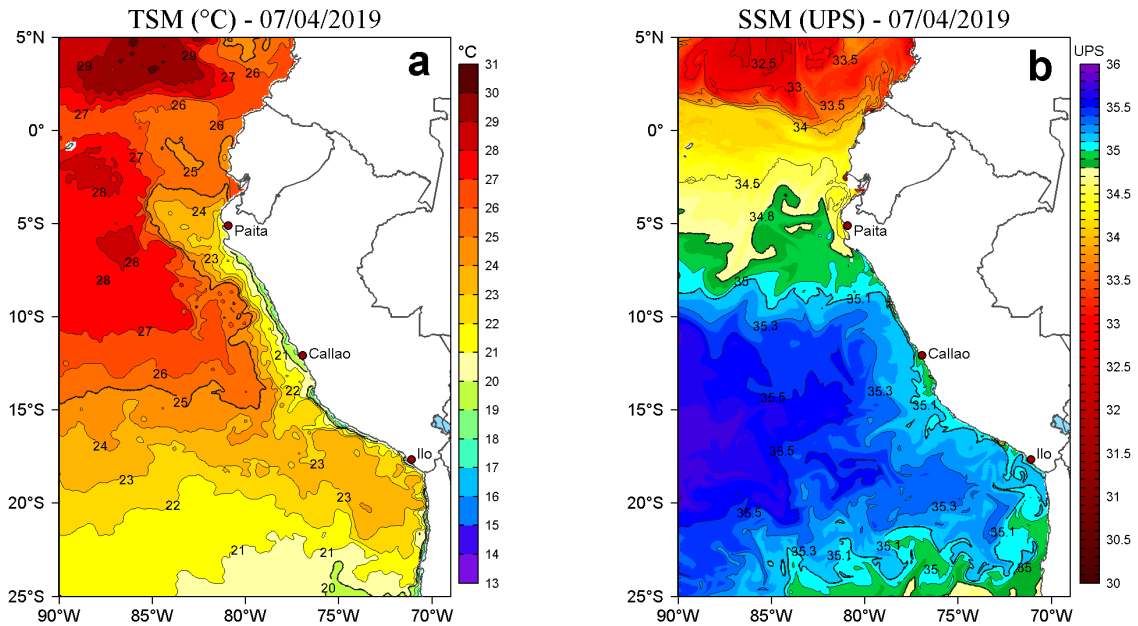 TSM (°C) - 07/04/2019
SSM (UPS) - 07/04/2019
a
b
°C
UPS
5°N
0°
5°S
10°S
15°S
20°S
25°S
90°W
85°W
80°W
75°W
70°W
29
29
27
26
27
26
26
27
25
28
24
23
28
28
27
21
26
22
25
24
23
23
23
22
21
21
20
Paita
Callao
Ilo
31
30
29
28
27
26
25
24
23
22
21
20
19
18
17
16
15
14
13
5°N
0°
5°S
10°S
15°S
20°S
25°S
90°W
85°W
80°W
75°W
70°W
32.5
33.5
33
33.5
34
34.5
34.8
35
35.1
35.3
35.3
35.5
35.1
35.5
35.3
35.5
35.1
35.3
35.1
35.1
35
35
Paita
Callao
Ilo
36
35.5
35
34.5
34
33.5
33
32.5
32
31.5
31
30.5
30